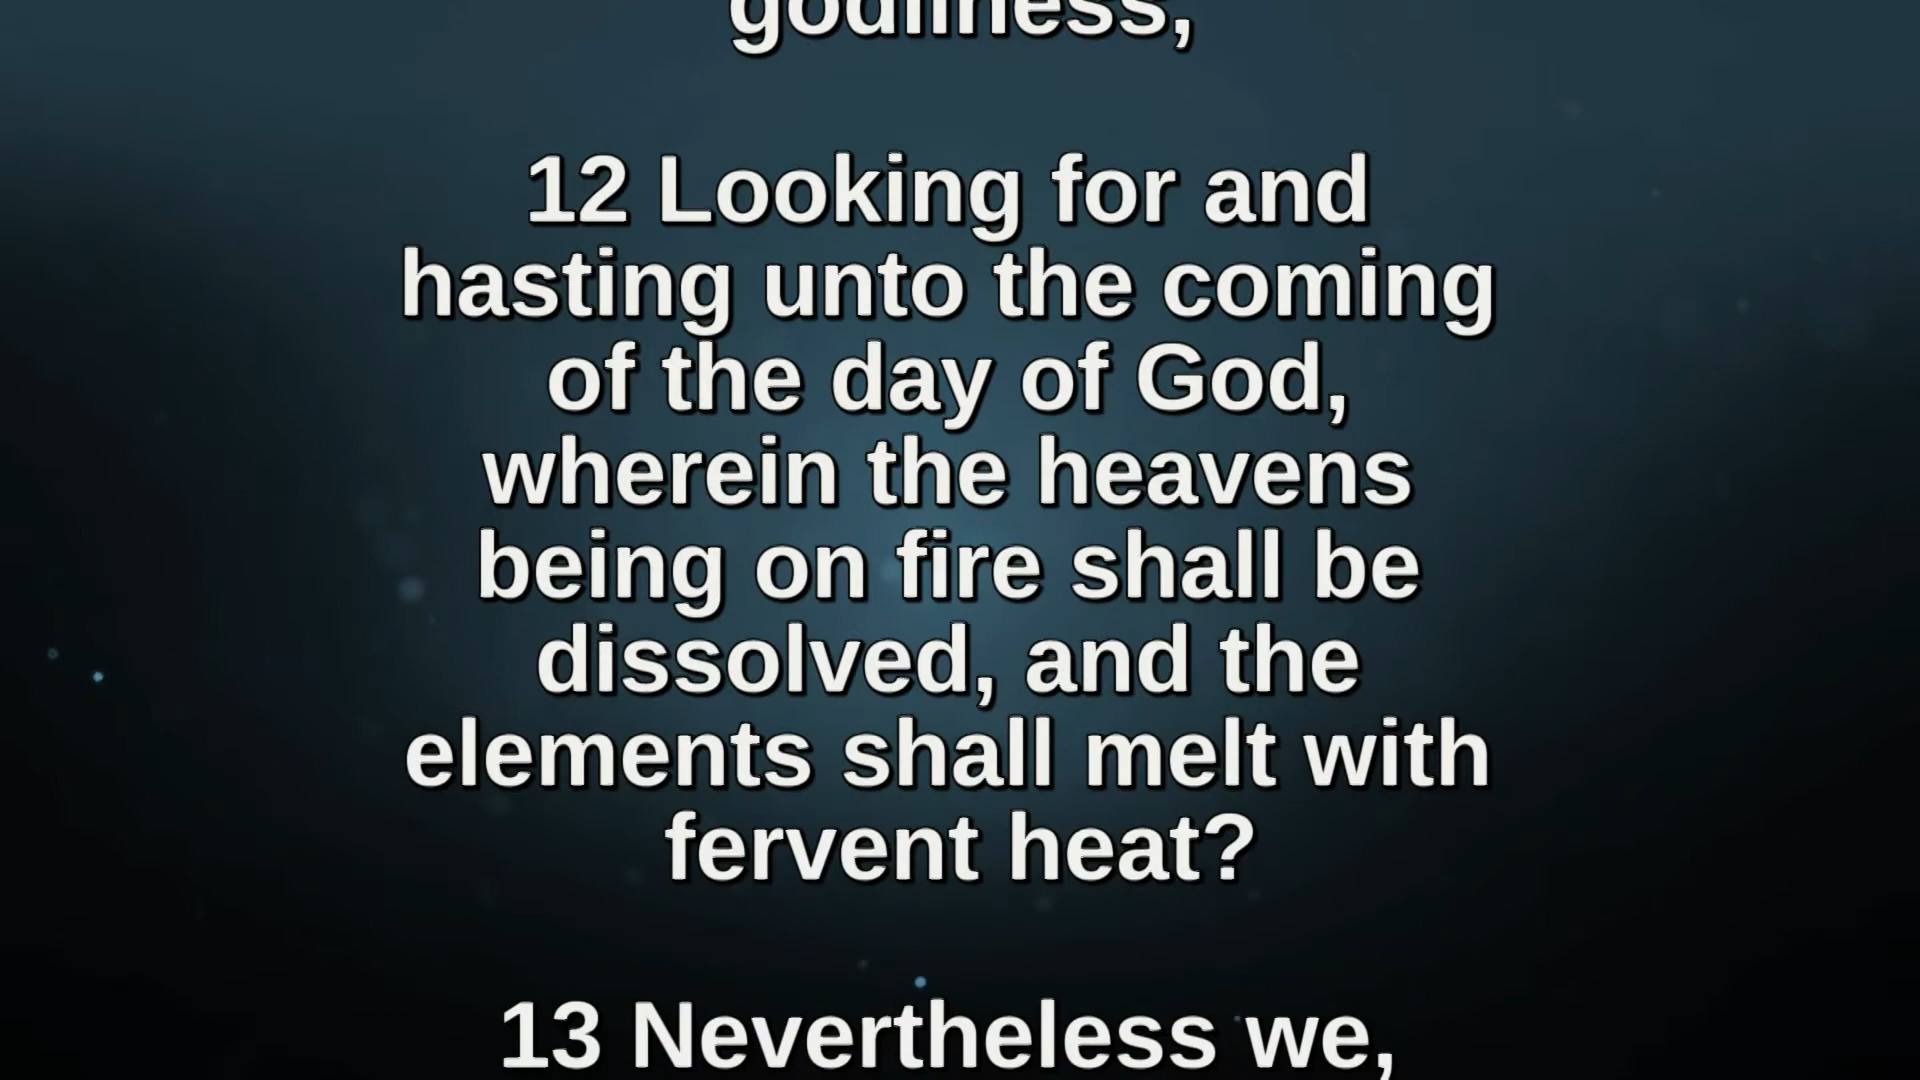 godliness,
12 Looking for and
hasting unto the coming
of the day of God,
wherein the heavens
being on fire shall be
dissolved, and the
elements shall melt with
fervent heat?
13 Nevertheless we,